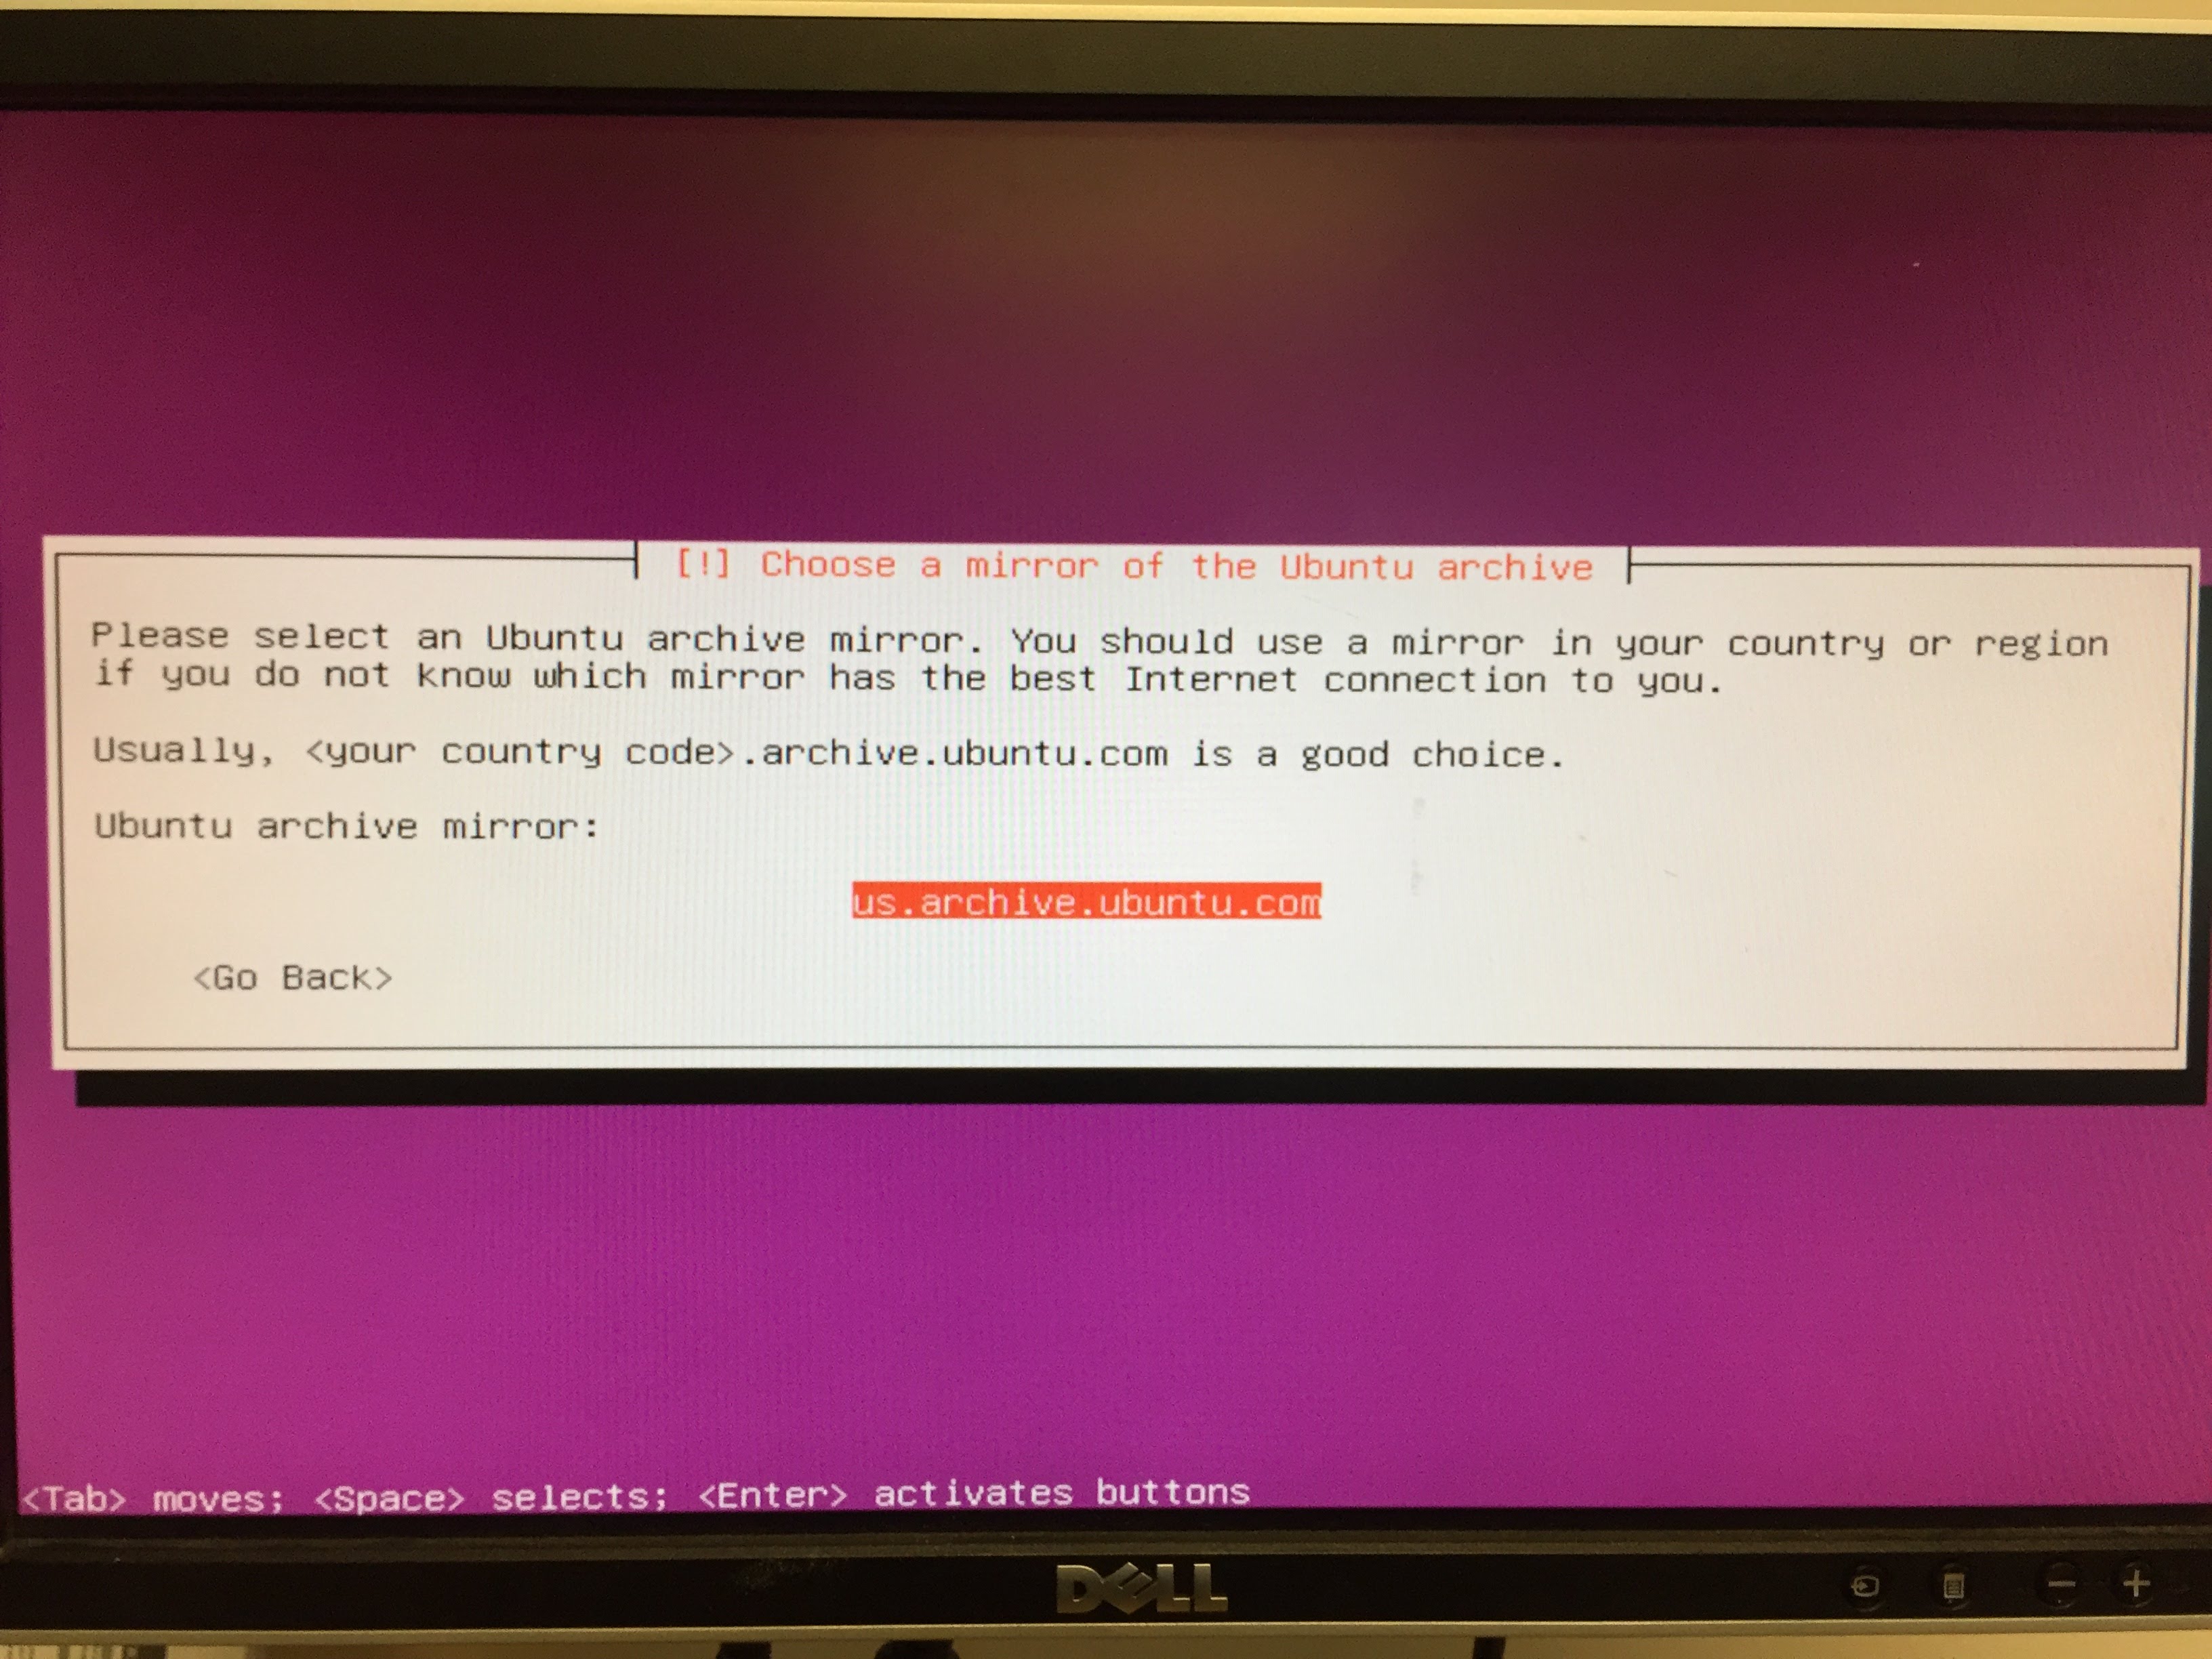 [!] Choose a mirror of the Ubuntu archive
Please select an Ubuntu archive mirror. You should use a mirror in your country or region
if you do not know which mirror has the best Internet connection to you.
Usually, <your country code>.archive.ubuntu.com is a good choice.
Ubuntu archive mirror:
us.archive.ubuntu.com
<Go Back>
<Tab> moves; <Space> selects; <Enter> activates buttons
DELL